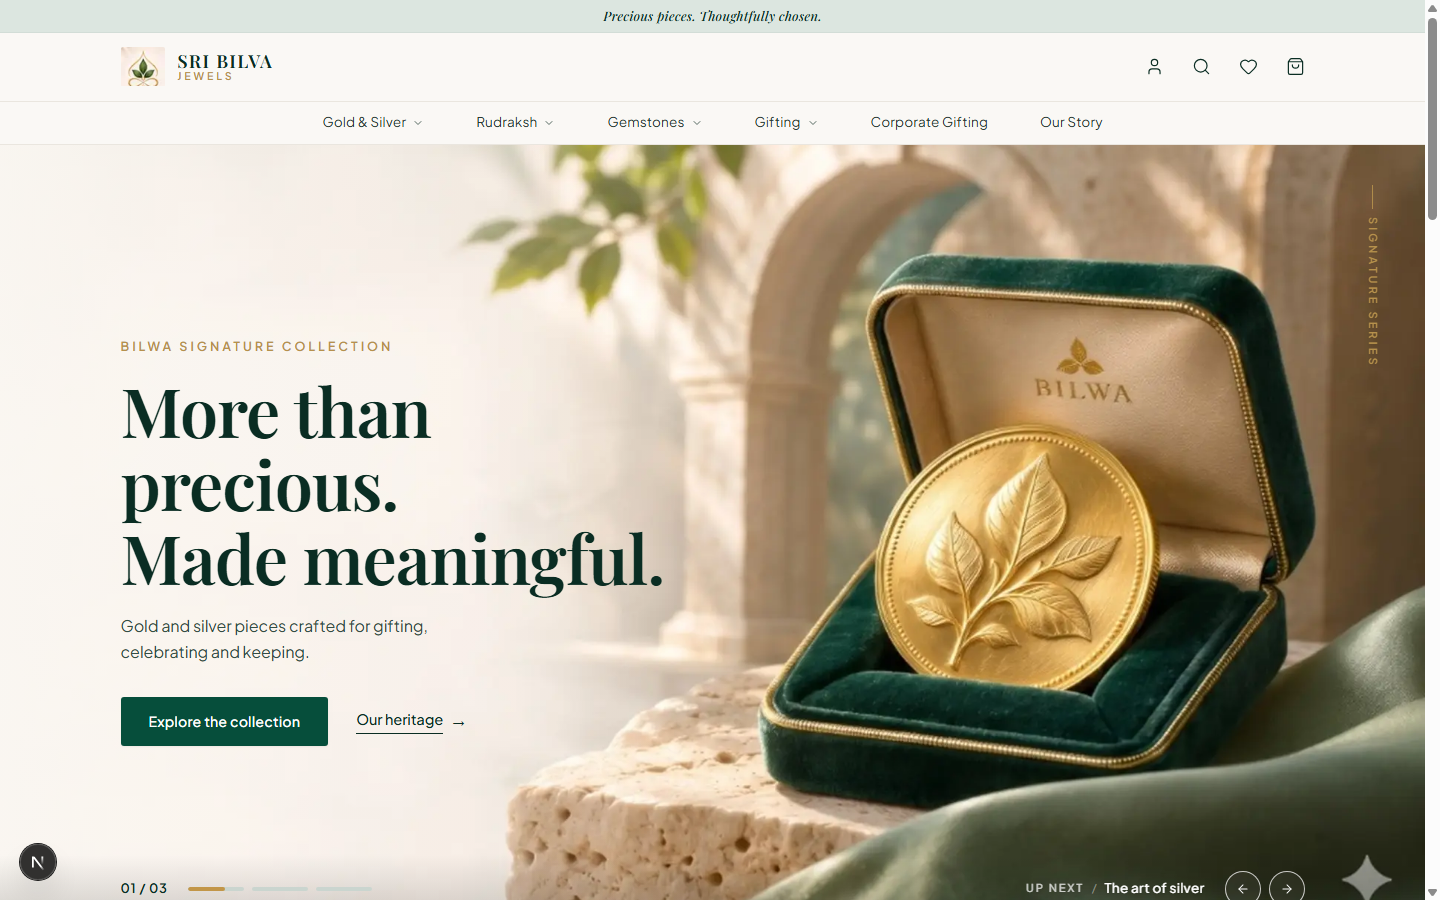 Precious pieces. Thoughtfully chosen.
SRI BILVA
JEWELS
Gold & Silver
Rudraksh
Gemstones
Gifting
Corporate Gifting
Our Story
SIGNATURE SERIES
BILWA SIGNATURE COLLECTION
More than
precious.
Made meaningful.
Gold and silver pieces crafted for gifting,
celebrating and keeping.
Explore the collection
Our heritage →
BILWA
N
01 / 03
UP NEXT / The art of silver